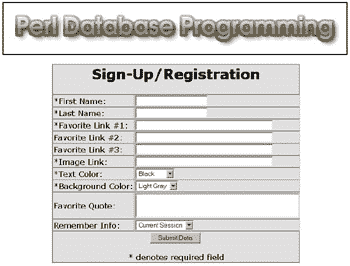 Perl Database Programming
Sign-Up/Registration
*First Name:
*Last Name:
*Favorite Link #1:
Favorite Link #2:
Favorite Link #3:
*Image Link:
*Text Color: Black
*Background Color: Light Gray
Favorite Quote:
Remember Info: Current Session
Submit Data
* denotes required field